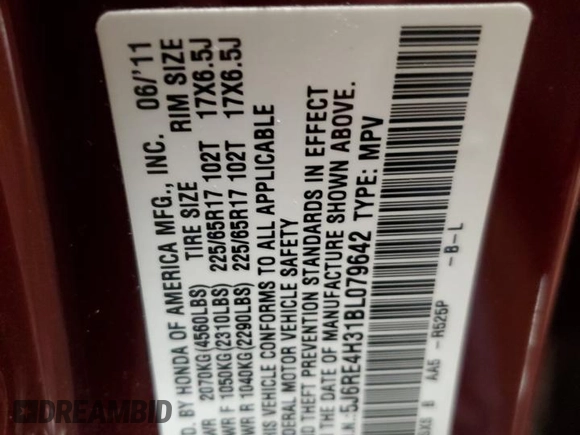 D BY HONDA OF AMERICA MFG., INC. 06/'11
TIRE SIZE RIM SIZE
WR 2070KG(4560LBS) 225/65R17 102T 17X6.5J
WR F 1050KG(2310LBS) 225/65R17 102T 17X6.5J
WR R 1040KG(2290LBS)
VEHICLE CONFORMS TO ALL APPLICABLE
MOTOR VEHICLE SAFETY
THEFT PREVENTION STANDARDS IN EFFECT
THE DATE OF MANUFACTURE SHOWN ABOVE.
5J6RE4H31BL079642 TYPE: MPV
B AA5 -R525P -B-L
DREAMBID